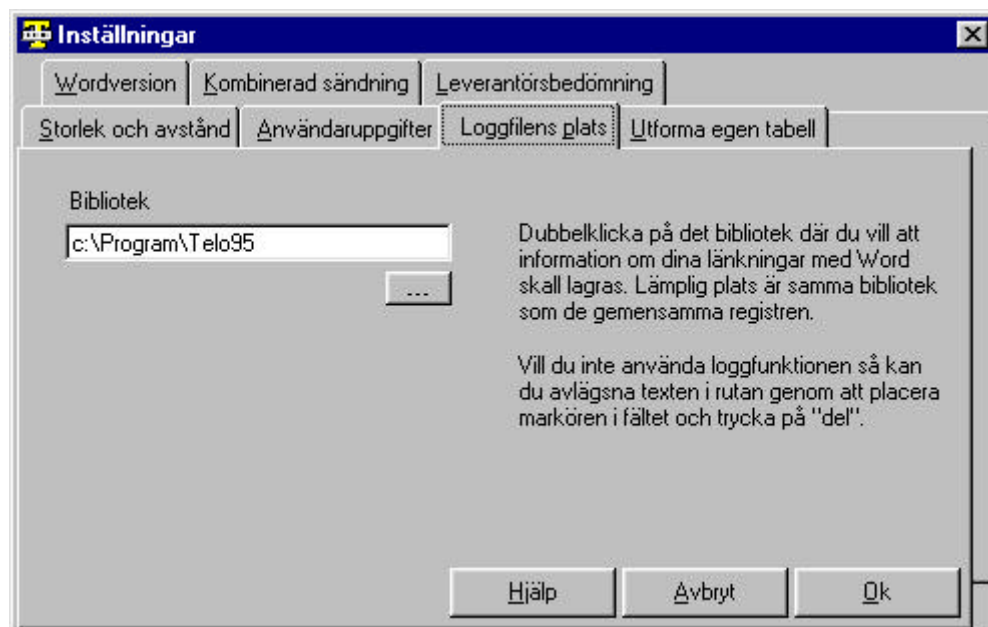 Inställningar
Wordversion
Kombinerad sändning
Leverantörsbedömning
Storlek och avstånd
Användaruppgifter
Loggfilens plats
Utforma egen tabell
Bibliotek
c:\Program\Telo95
...
Dubbelklicka på det bibliotek där du vill att
information om dina länkningar med Word
skall lagras. Lämplig plats är samma bibliotek
som de gemensamma registren.
Vill du inte använda loggfunktionen så kan
du avlägsna texten i rutan genom att placera
markören i fältet och trycka på "del".
Hjälp
Avbryt
Ok